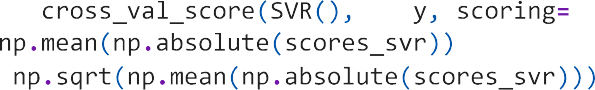 cross_val_score(SVR(), y, scoring=
np.mean(np.absolute(scores_svr))
np.sqrt(np.mean(np.absolute(scores_svr)))